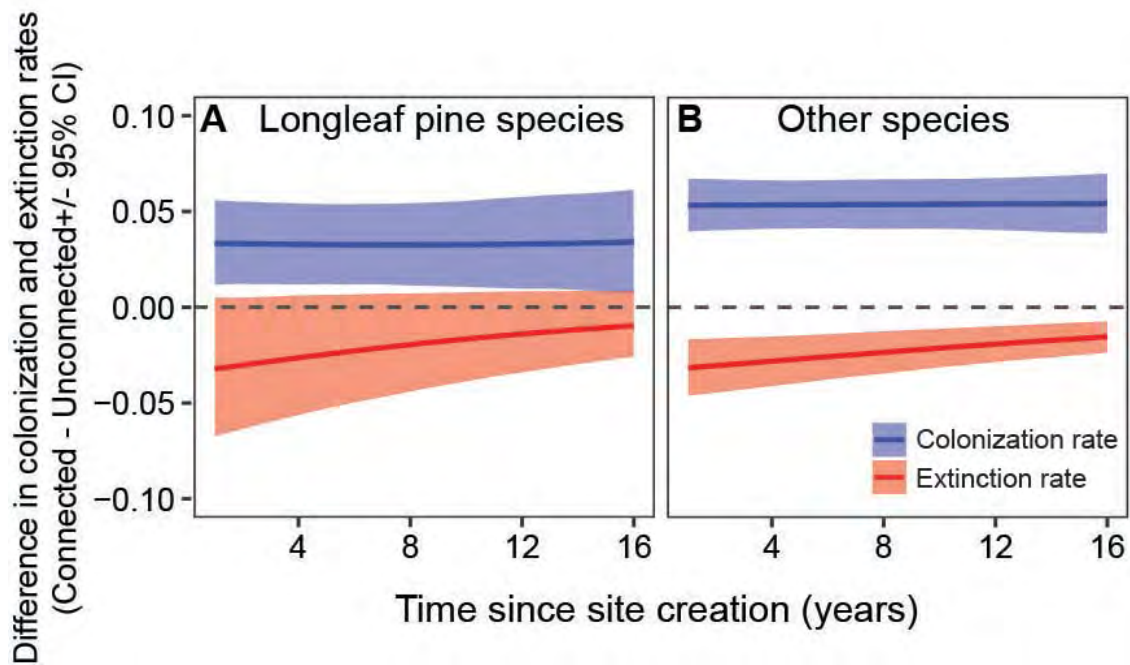 Difference in colonization and extinction rates
(Connected - Unconnected+/- 95% CI)
0.10
0.05
0.00
−0.05
−0.10
A Longleaf pine species
B Other species
Colonization rate
Extinction rate
4 8 12 16
4 8 12 16
Time since site creation (years)